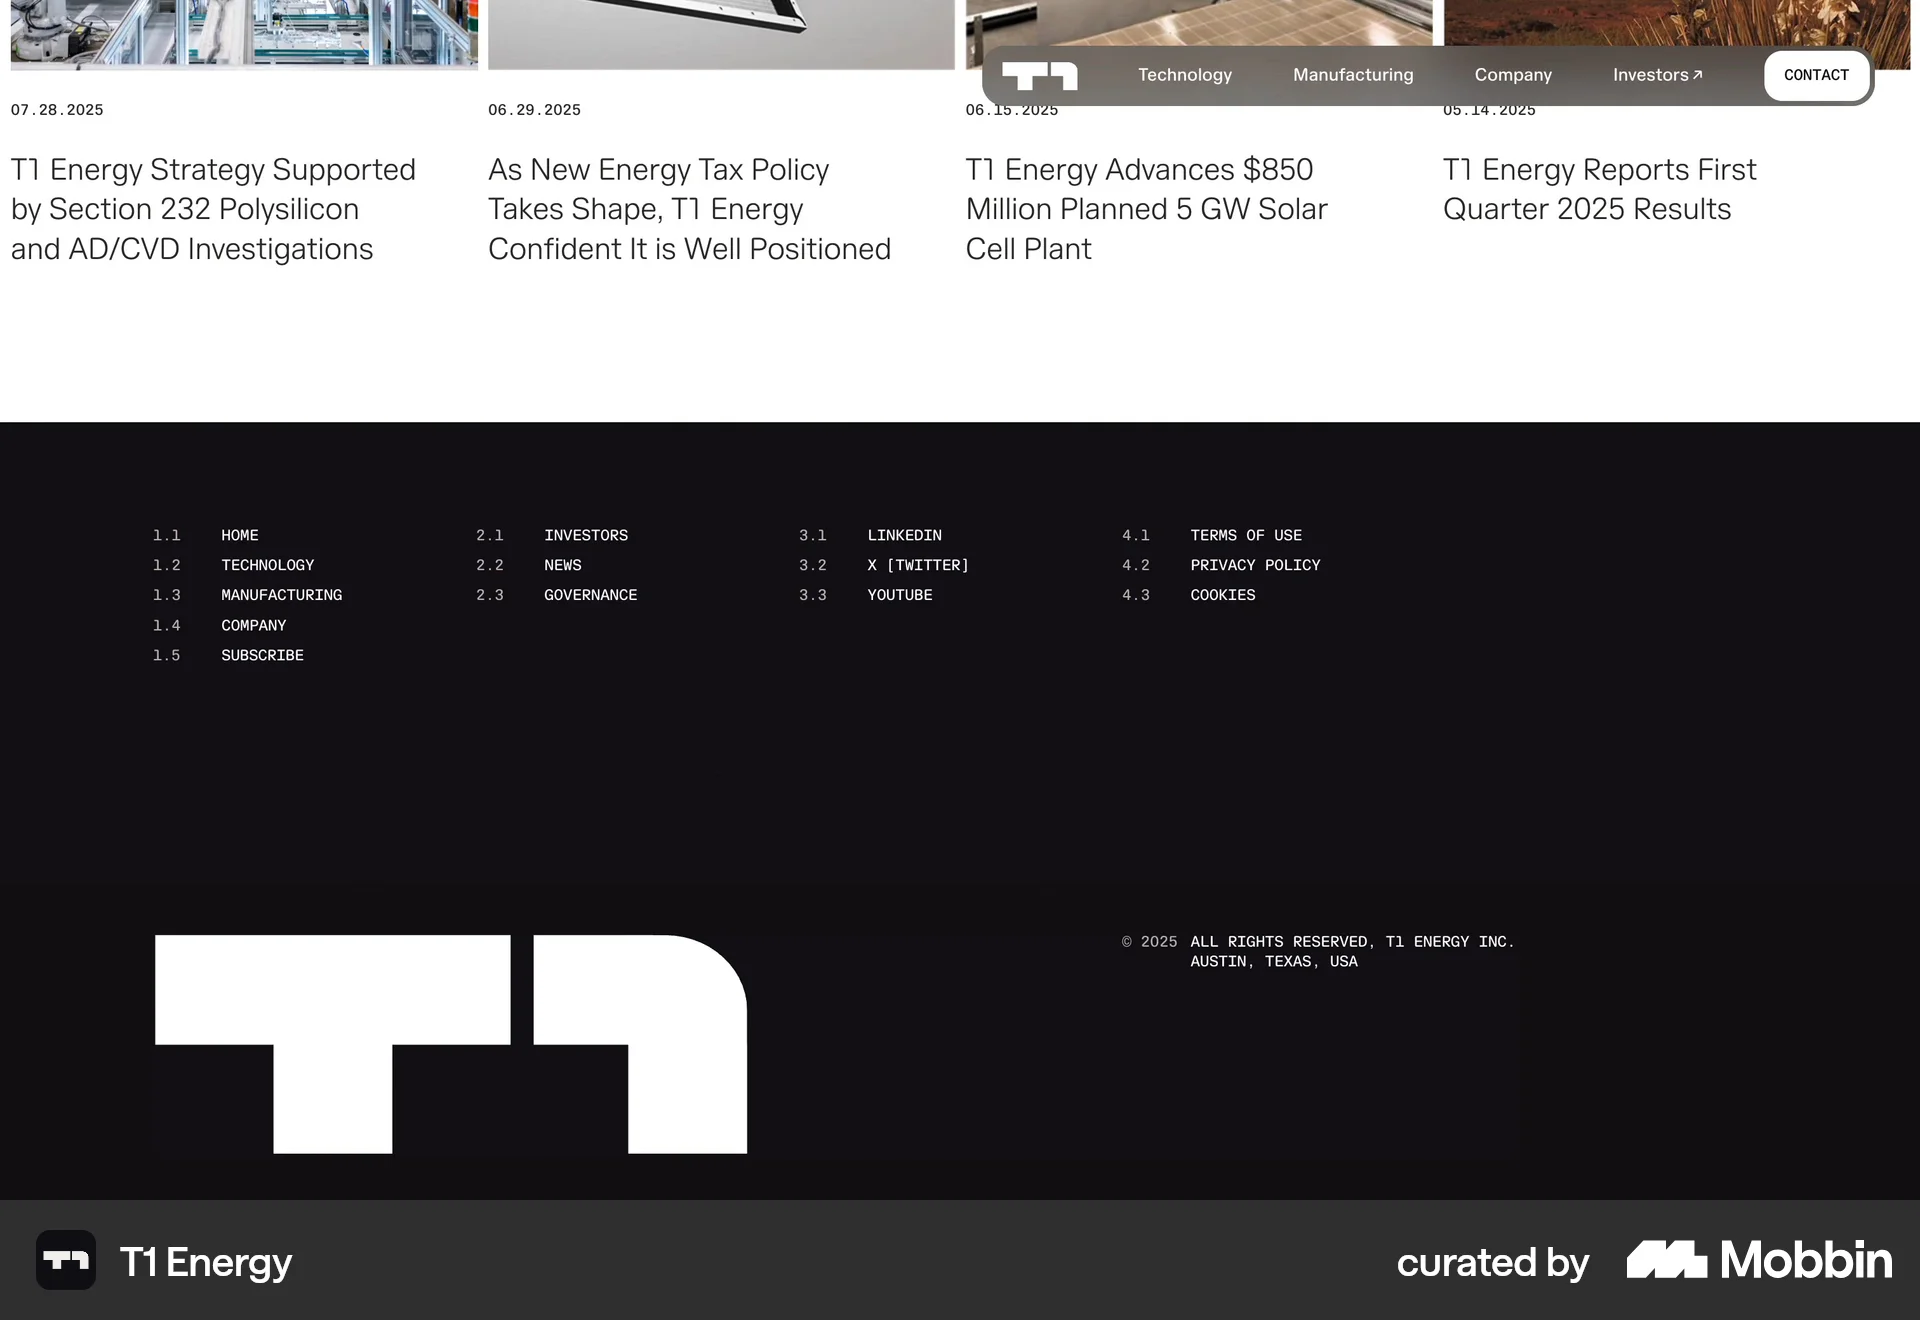 T1 Technology Manufacturing Company Investors↗ CONTACT
07.28.2025
T1 Energy Strategy Supported
by Section 232 Polysilicon
and AD/CVD Investigations
06.29.2025
As New Energy Tax Policy
Takes Shape, T1 Energy
Confident It is Well Positioned
06.15.2025
T1 Energy Advances $850
Million Planned 5 GW Solar
Cell Plant
05.14.2025
T1 Energy Reports First
Quarter 2025 Results
1.1 HOME
1.2 TECHNOLOGY
1.3 MANUFACTURING
1.4 COMPANY
1.5 SUBSCRIBE
2.1 INVESTORS
2.2 NEWS
2.3 GOVERNANCE
3.1 LINKEDIN
3.2 X [TWITTER]
3.3 YOUTUBE
4.1 TERMS OF USE
4.2 PRIVACY POLICY
4.3 COOKIES
T1
© 2025 ALL RIGHTS RESERVED, T1 ENERGY INC.
AUSTIN, TEXAS, USA
T1 T1 Energy
curated by Mobbin